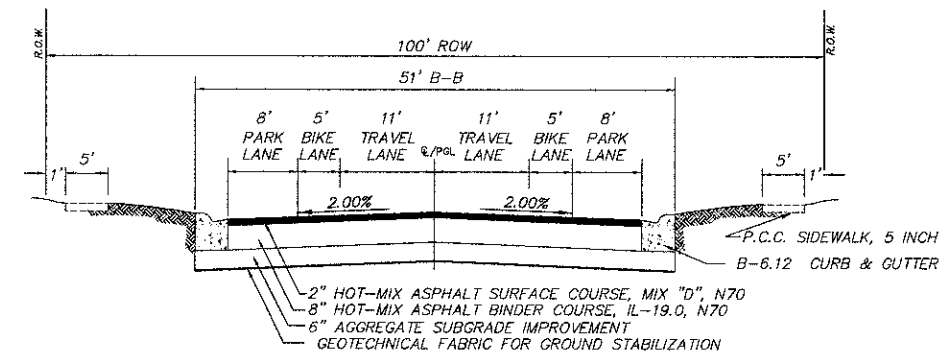 R.O.W.
R.O.W.
100' ROW
51' B-B
8' 5' 11' 11' 5' 8'
PARK BIKE TRAVEL TRAVEL BIKE PARK
LANE LANE LANE ℄/PGL LANE LANE LANE
1' 5' 5' 1'
2.00% 2.00%
P.C.C. SIDEWALK, 5 INCH
B-6.12 CURB & GUTTER
2" HOT-MIX ASPHALT SURFACE COURSE, MIX "D", N70
8" HOT-MIX ASPHALT BINDER COURSE, IL-19.0, N70
6" AGGREGATE SUBGRADE IMPROVEMENT
GEOTECHNICAL FABRIC FOR GROUND STABILIZATION